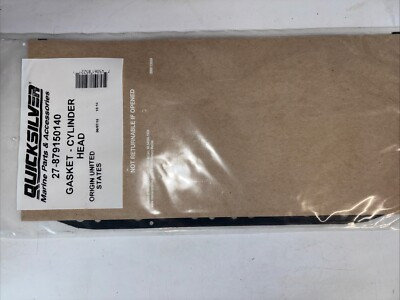 QUICKSILVER
Marine Parts & Accessories
27-879150140
GASKET - CYLINDER
HEAD
ORIGIN UNITED
STATES
NOT RETURNABLE IF OPENED